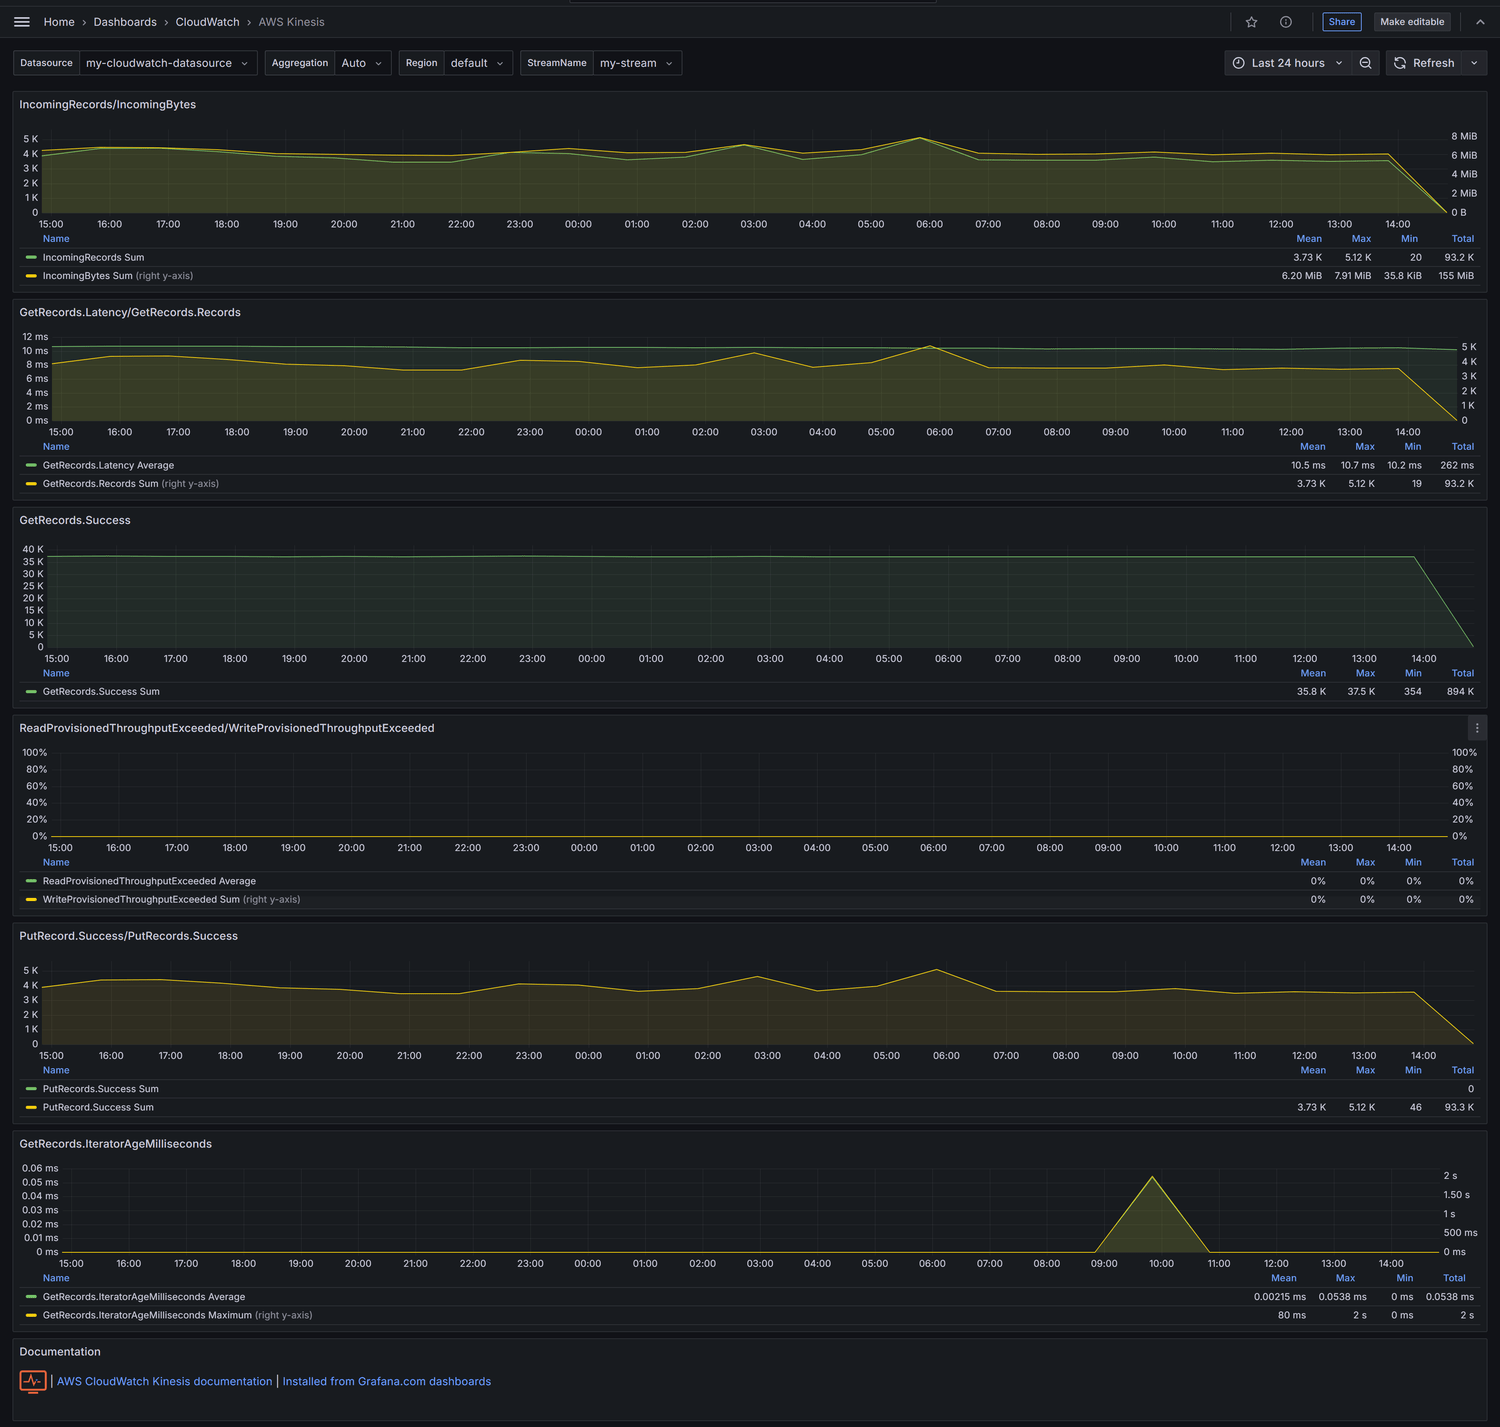 Home › Dashboards › CloudWatch › AWS Kinesis
Share
Make editable
Datasource my-cloudwatch-datasource
Aggregation Auto
Region default
StreamName my-stream
Last 24 hours
Refresh
IncomingRecords/IncomingBytes
5 K
4 K
3 K
2 K
1 K
0
8 MiB
6 MiB
4 MiB
2 MiB
0 B
15:00 16:00 17:00 18:00 19:00 20:00 21:00 22:00 23:00 00:00 01:00 02:00 03:00 04:00 05:00 06:00 07:00 08:00 09:00 10:00 11:00 12:00 13:00 14:00
Name Mean Max Min Total
IncomingRecords Sum 3.73 K 5.12 K 20 93.2 K
IncomingBytes Sum (right y-axis) 6.20 MiB 7.91 MiB 35.8 KiB 155 MiB
GetRecords.Latency/GetRecords.Records
12 ms
10 ms
8 ms
6 ms
4 ms
2 ms
0 ms
5 K
4 K
3 K
2 K
1 K
0
15:00 16:00 17:00 18:00 19:00 20:00 21:00 22:00 23:00 00:00 01:00 02:00 03:00 04:00 05:00 06:00 07:00 08:00 09:00 10:00 11:00 12:00 13:00 14:00
Name Mean Max Min Total
GetRecords.Latency Average 10.5 ms 10.7 ms 10.2 ms 262 ms
GetRecords.Records Sum (right y-axis) 3.73 K 5.12 K 19 93.2 K
GetRecords.Success
40 K
35 K
30 K
25 K
20 K
15 K
10 K
5 K
0
15:00 16:00 17:00 18:00 19:00 20:00 21:00 22:00 23:00 00:00 01:00 02:00 03:00 04:00 05:00 06:00 07:00 08:00 09:00 10:00 11:00 12:00 13:00 14:00
Name Mean Max Min Total
GetRecords.Success Sum 35.8 K 37.5 K 354 894 K
ReadProvisionedThroughputExceeded/WriteProvisionedThroughputExceeded
100%
80%
60%
40%
20%
0%
100%
80%
60%
40%
20%
0%
15:00 16:00 17:00 18:00 19:00 20:00 21:00 22:00 23:00 00:00 01:00 02:00 03:00 04:00 05:00 06:00 07:00 08:00 09:00 10:00 11:00 12:00 13:00 14:00
Name Mean Max Min Total
ReadProvisionedThroughputExceeded Average 0% 0% 0% 0%
WriteProvisionedThroughputExceeded Sum (right y-axis) 0% 0% 0% 0%
PutRecord.Success/PutRecords.Success
5 K
4 K
3 K
2 K
1 K
0
15:00 16:00 17:00 18:00 19:00 20:00 21:00 22:00 23:00 00:00 01:00 02:00 03:00 04:00 05:00 06:00 07:00 08:00 09:00 10:00 11:00 12:00 13:00 14:00
Name Mean Max Min Total
PutRecords.Success Sum 0
PutRecord.Success Sum 3.73 K 5.12 K 46 93.3 K
GetRecords.IteratorAgeMilliseconds
0.06 ms
0.05 ms
0.04 ms
0.03 ms
0.02 ms
0.01 ms
0 ms
2 s
1.50 s
1 s
500 ms
0 ms
15:00 16:00 17:00 18:00 19:00 20:00 21:00 22:00 23:00 00:00 01:00 02:00 03:00 04:00 05:00 06:00 07:00 08:00 09:00 10:00 11:00 12:00 13:00 14:00
Name Mean Max Min Total
GetRecords.IteratorAgeMilliseconds Average 0.00215 ms 0.0538 ms 0 ms 0.0538 ms
GetRecords.IteratorAgeMilliseconds Maximum (right y-axis) 80 ms 2 s 0 ms 2 s
Documentation
| AWS CloudWatch Kinesis documentation | Installed from Grafana.com dashboards